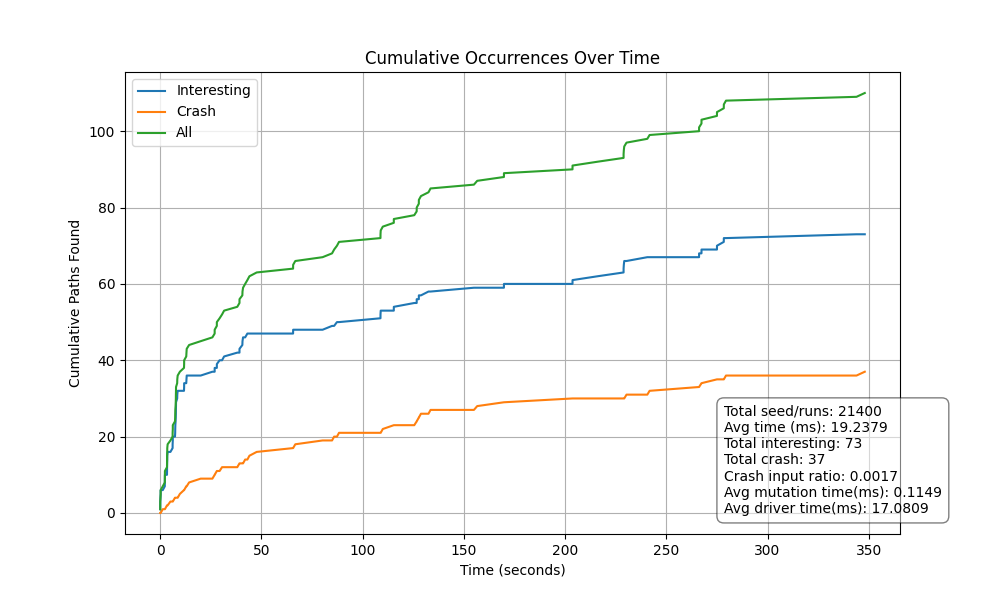 Cumulative Occurrences Over Time
Interesting
Crash
All
100
80
60
40
20
0
Cumulative Paths Found
Total seed/runs: 21400
Avg time (ms): 19.2379
Total interesting: 73
Total crash: 37
Crash input ratio: 0.0017
Avg mutation time(ms): 0.1149
Avg driver time(ms): 17.0809
0 50 100 150 200 250 300 350
Time (seconds)